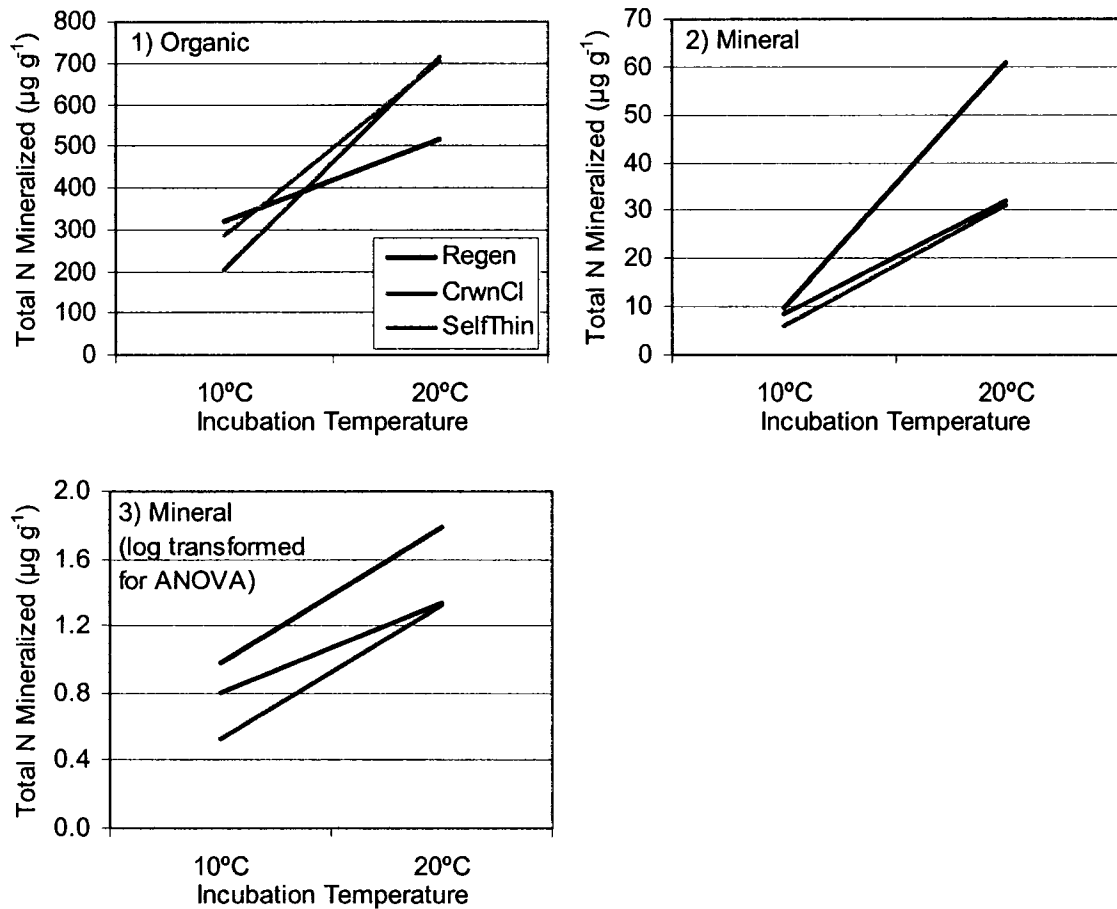 1) Organic
Total N Mineralized (µg g⁻¹)
800
700
600
500
400
300
200
100
0
Regen
CrwnCl
SelfThin
10ºC
20ºC
Incubation Temperature
2) Mineral
Total N Mineralized (µg g⁻¹)
70
60
50
40
30
20
10
0
10ºC
20ºC
Incubation Temperature
3) Mineral
(log transformed
for ANOVA)
Total N Mineralized (µg g⁻¹)
2.0
1.6
1.2
0.8
0.4
0.0
10ºC
20ºC
Incubation Temperature